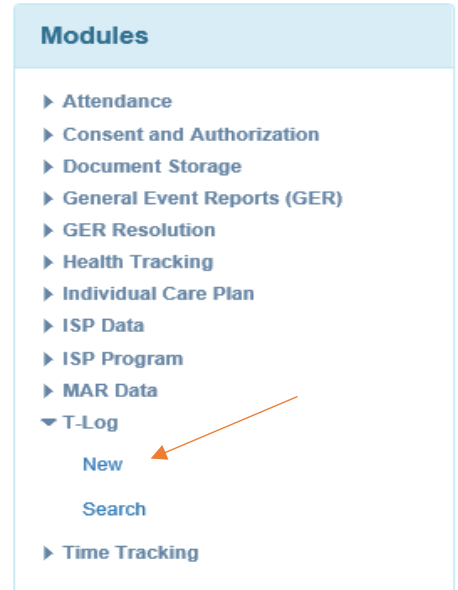 Modules
Attendance
Consent and Authorization
Document Storage
General Event Reports (GER)
GER Resolution
Health Tracking
Individual Care Plan
ISP Data
ISP Program
MAR Data
T-Log
New
Search
Time Tracking